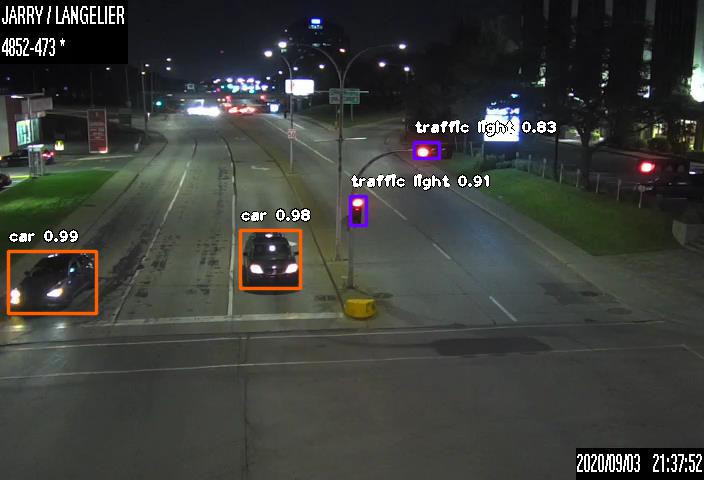 JARRY / LANGELIER
4852-473 *
traffic light 0.83
traffic light 0.91
car 0.98
car 0.99
2020/09/03 21:37:52